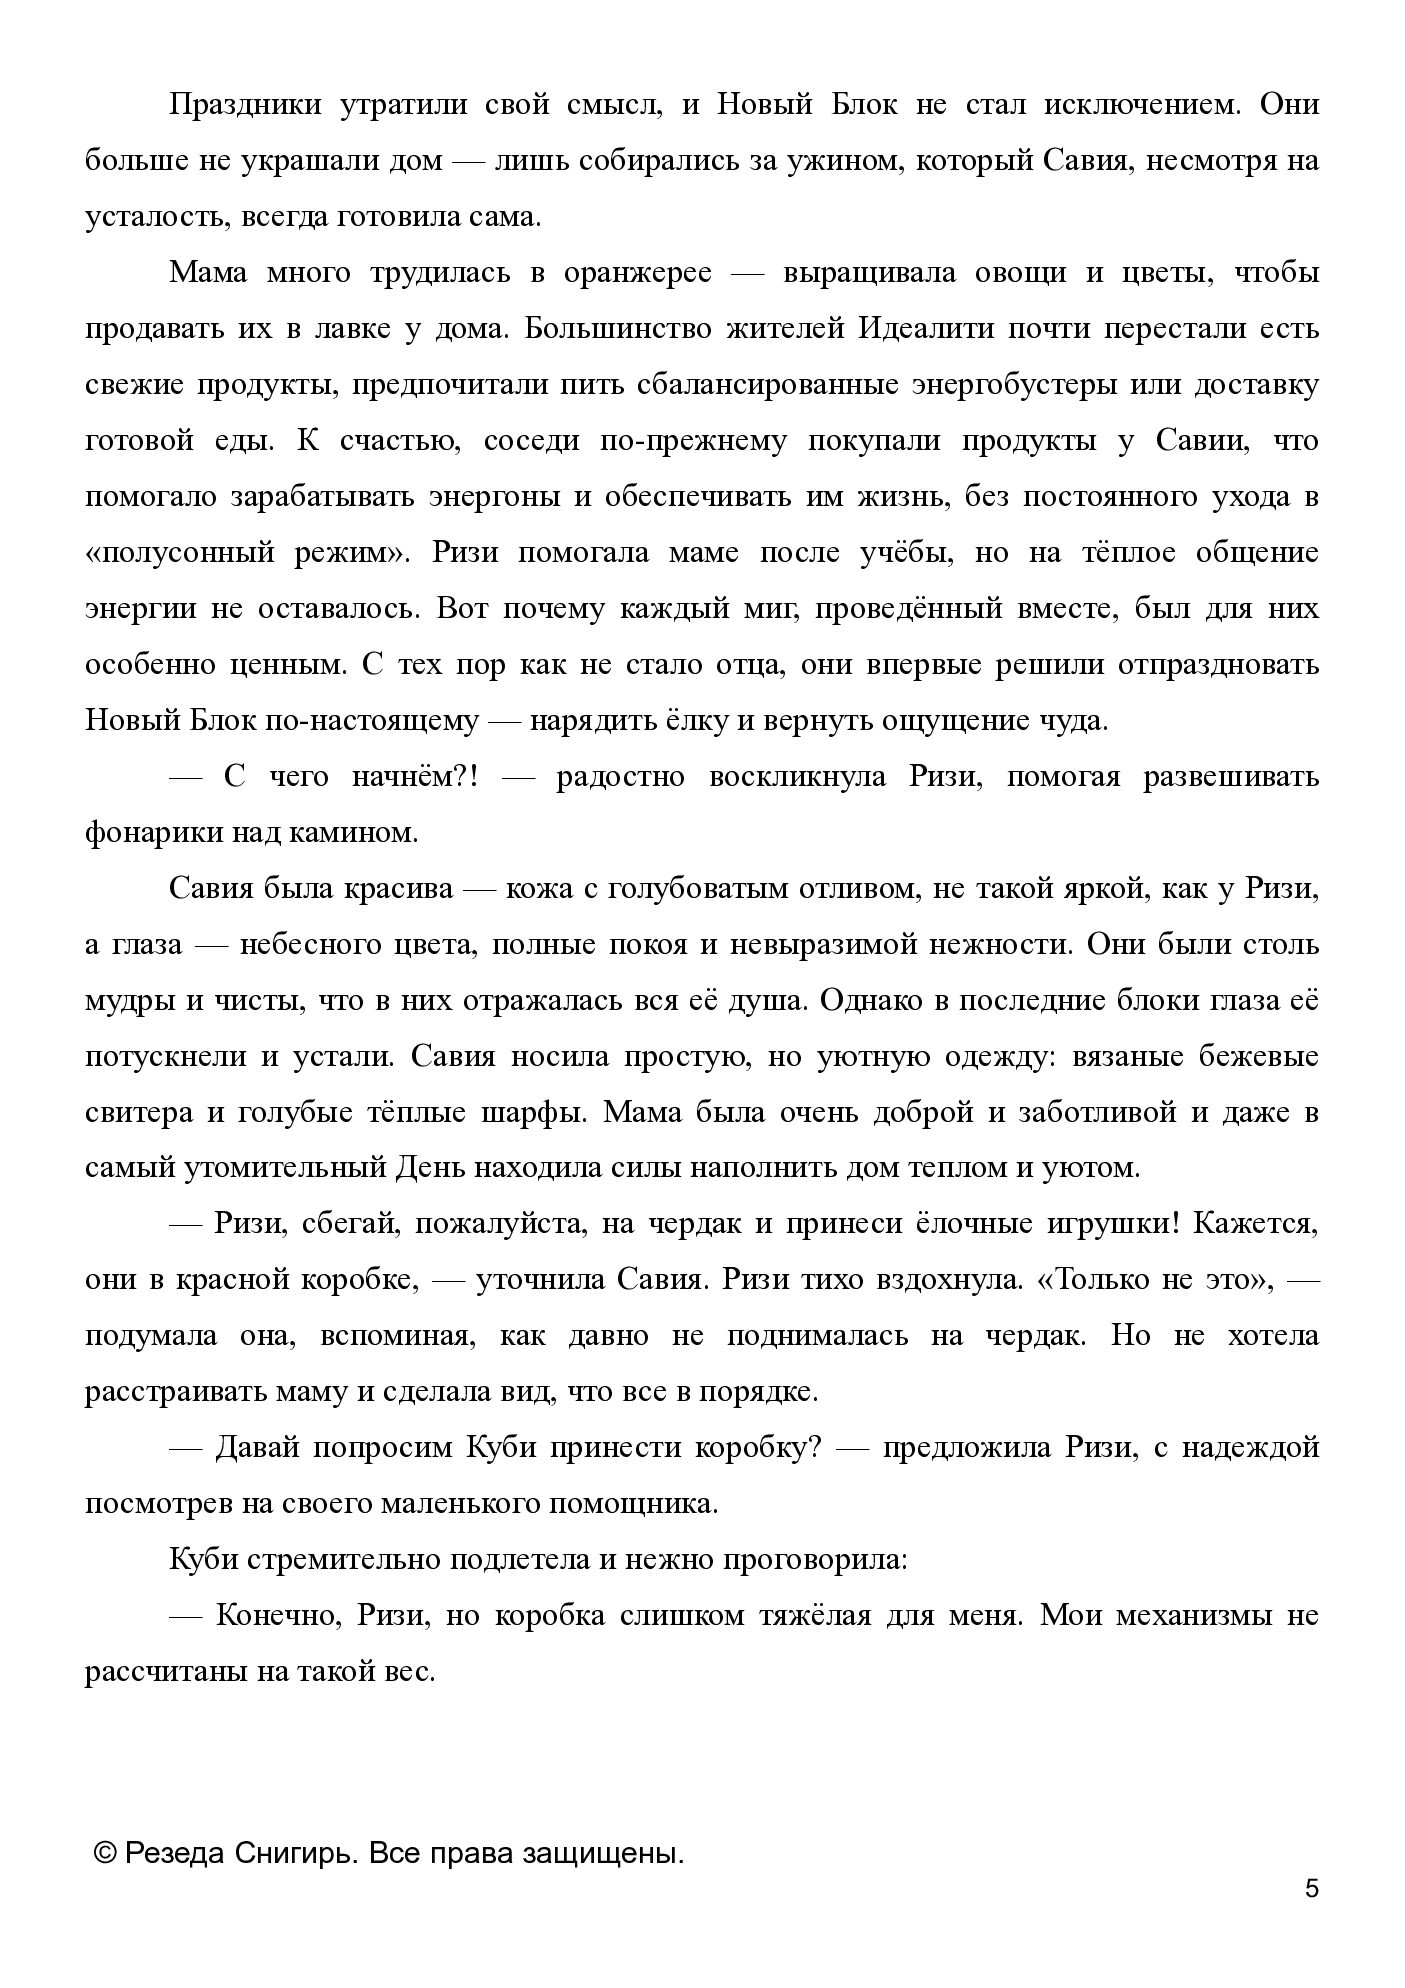 Праздники утратили свой смысл, и Новый Блок не стал исключением. Они
больше не украшали дом — лишь собирались за ужином, который Савия, несмотря на
усталость, всегда готовила сама.
Мама много трудилась в оранжерее — выращивала овощи и цветы, чтобы
продавать их в лавке у дома. Большинство жителей Идеалити почти перестали есть
свежие продукты, предпочитали пить сбалансированные энергобустеры или доставку
готовой еды. К счастью, соседи по-прежнему покупали продукты у Савии, что
помогало зарабатывать энергоны и обеспечивать им жизнь, без постоянного ухода в
«полусонный режим». Ризи помогала маме после учёбы, но на тёплое общение
энергии не оставалось. Вот почему каждый миг, проведённый вместе, был для них
особенно ценным. С тех пор как не стало отца, они впервые решили отпраздновать
Новый Блок по-настоящему — нарядить ёлку и вернуть ощущение чуда.
— С чего начнём?! — радостно воскликнула Ризи, помогая развешивать
фонарики над камином.
Савия была красива — кожа с голубоватым отливом, не такой яркой, как у Ризи,
а глаза — небесного цвета, полные покоя и невыразимой нежности. Они были столь
мудры и чисты, что в них отражалась вся её душа. Однако в последние блоки глаза её
потускнели и устали. Савия носила простую, но уютную одежду: вязаные бежевые
свитера и голубые тёплые шарфы. Мама была очень доброй и заботливой и даже в
самый утомительный День находила силы наполнить дом теплом и уютом.
— Ризи, сбегай, пожалуйста, на чердак и принеси ёлочные игрушки! Кажется,
они в красной коробке, — уточнила Савия. Ризи тихо вздохнула. «Только не это», —
подумала она, вспоминая, как давно не поднималась на чердак. Но не хотела
расстраивать маму и сделала вид, что все в порядке.
— Давай попросим Куби принести коробку? — предложила Ризи, с надеждой
посмотрев на своего маленького помощника.
Куби стремительно подлетела и нежно проговорила:
— Конечно, Ризи, но коробка слишком тяжёлая для меня. Мои механизмы не
рассчитаны на такой вес.
© Резеда Снигирь. Все права защищены.
5